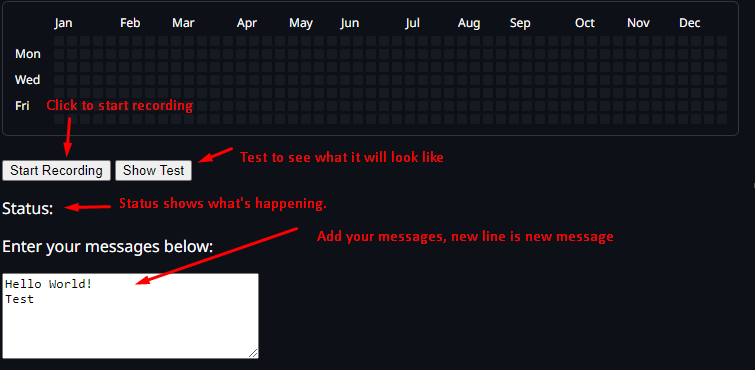 Jan Feb Mar Apr May Jun Jul Aug Sep Oct Nov Dec
Mon
Wed
Fri
Click to start recording
Start Recording Show Test
Test to see what it will look like
Status:
Status shows what's happening.
Enter your messages below:
Add your messages, new line is new message
Hello World!
Test